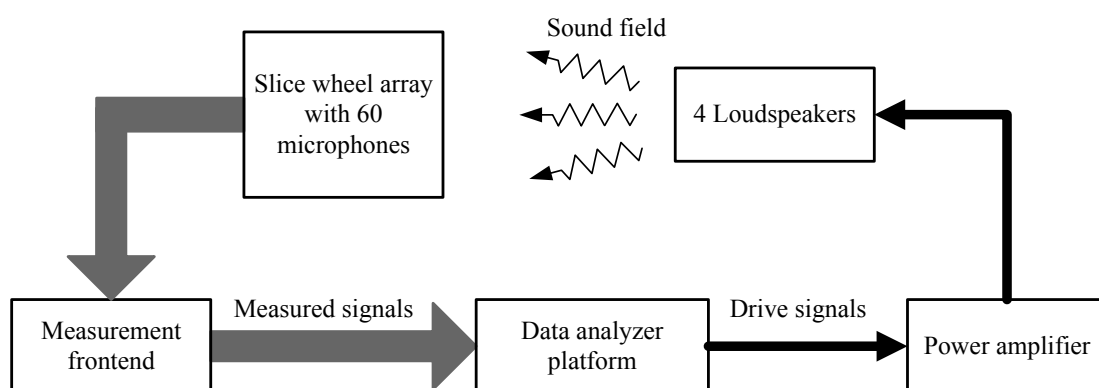 Sound field
Slice wheel array
with 60
microphones
4 Loudspeakers
Measurement
frontend
Measured signals
Data analyzer
platform
Drive signals
Power amplifier